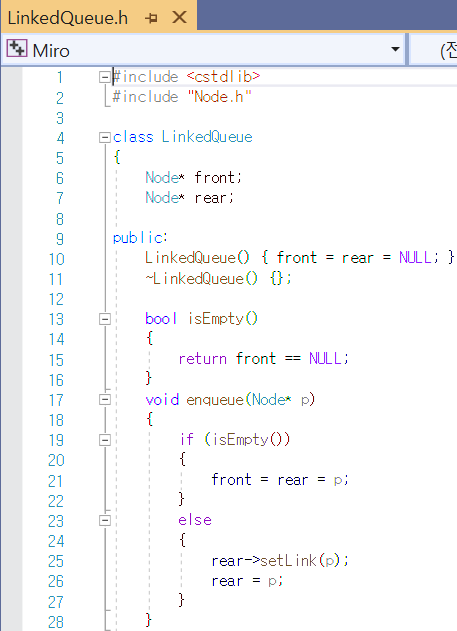 LinkedQueue.h
Miro
(전
1 #include <cstdlib>
2 #include "Node.h"
3
4 class LinkedQueue
5 {
6     Node* front;
7     Node* rear;
8
9 public:
10     LinkedQueue() { front = rear = NULL; }
11     ~LinkedQueue() {};
12
13     bool isEmpty()
14     {
15         return front == NULL;
16     }
17     void enqueue(Node* p)
18     {
19         if (isEmpty())
20         {
21             front = rear = p;
22         }
23         else
24         {
25             rear->setLink(p);
26             rear = p;
27         }
28     }